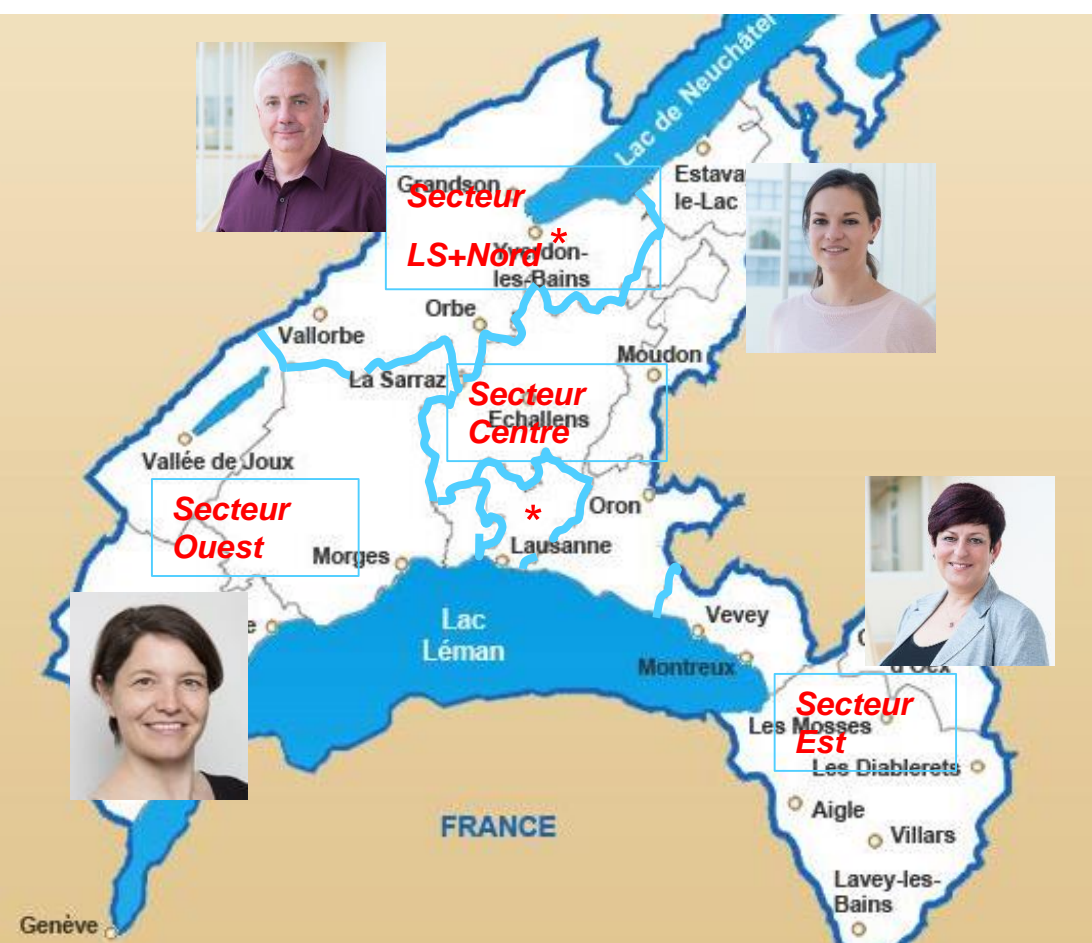 Lac de Neuchâtel
Grandson
Secteur
LS+Nord *
Yverdon-
les-Bains
le-Lac
Orbe
Vallorbe
Moudon
La Sarraz
Secteur
Echallens
Centre
Vallée de Joux
Secteur
Ouest
Oron
*
Lausanne
Morges
Lac
Léman
Vevey
Montreux
d'Oex
Secteur
Les Mosses
Est
Les Diablerets
Aigle
FRANCE
Villars
Lavey-les-
Bains
Genève